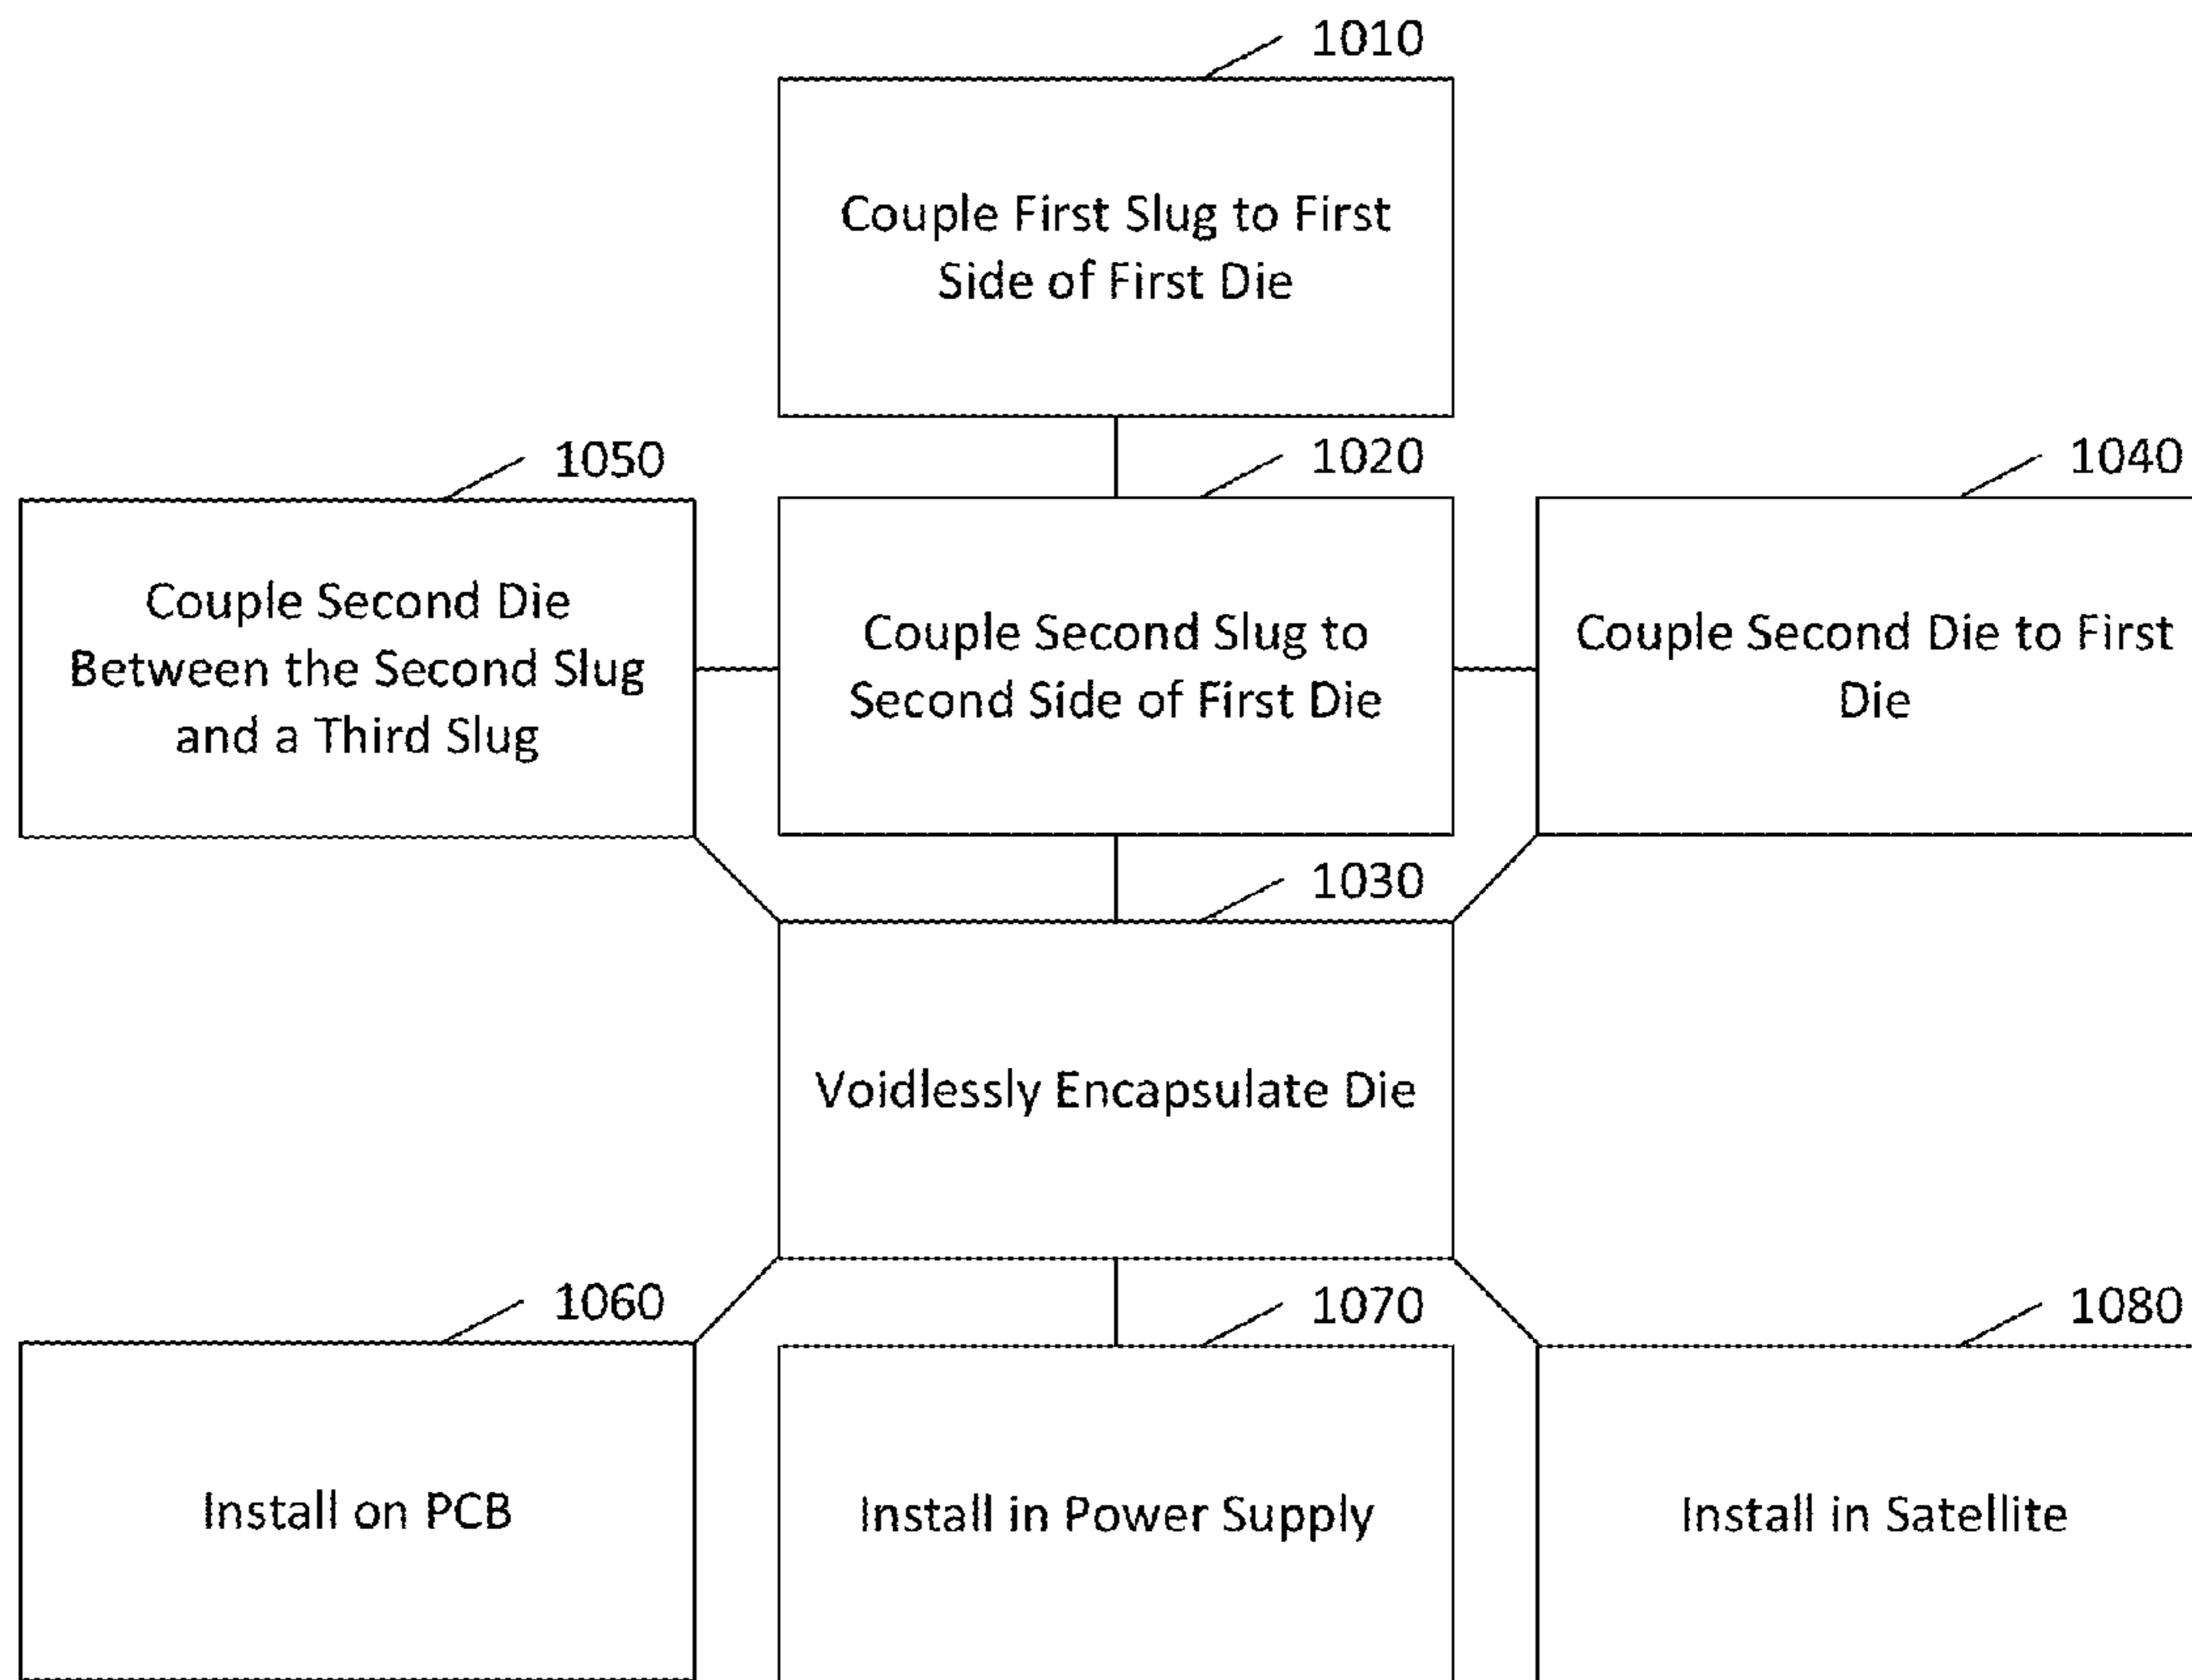 1010
Couple First Slug to First
Side of First Die
1050
1020
1040
Couple Second Die
Between the Second Slug
and a Third Slug
Couple Second Slug to
Second Side of First Die
Couple Second Die to First
Die
1030
Voidlessly Encapsulate Die
1060
1070
1080
Install on PCB
Install in Power Supply
Install in Satellite